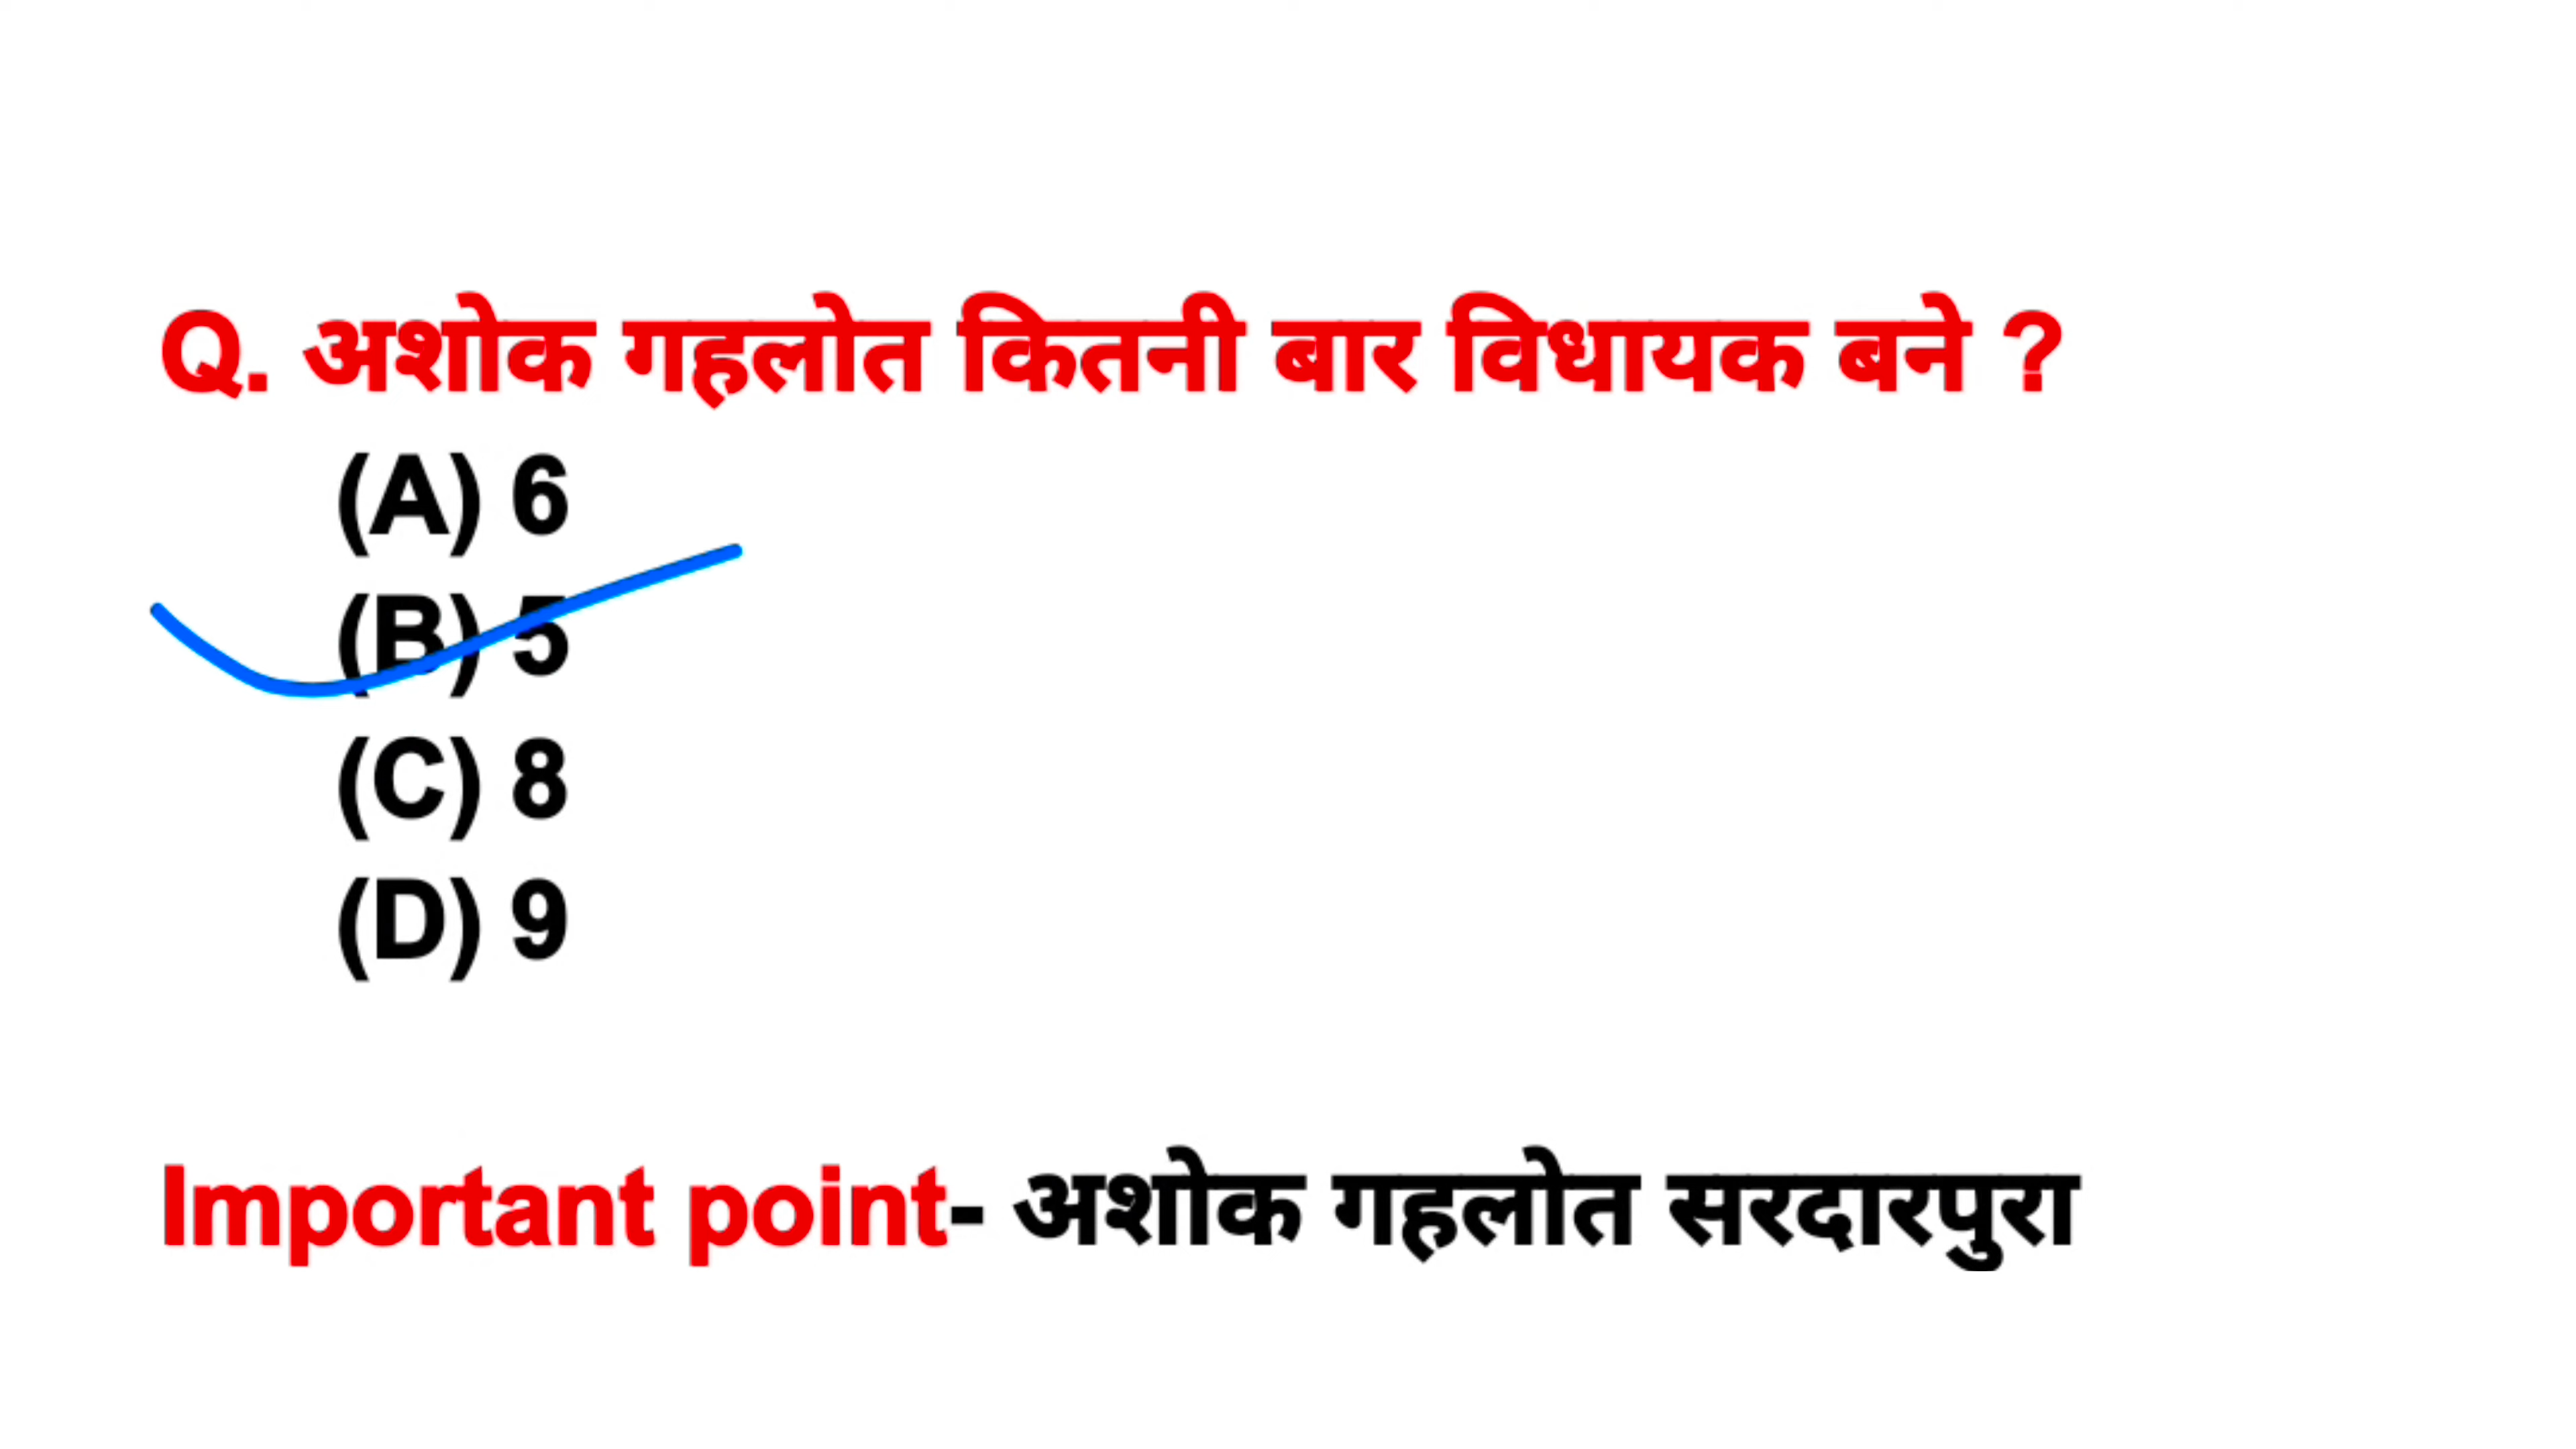 Q. अशोक गहलोत कितनी बार विधायक बने ?
(A) 6
(B) 5
(C) 8
(D) 9
Important point- अशोक गहलोत सरदारपुरा